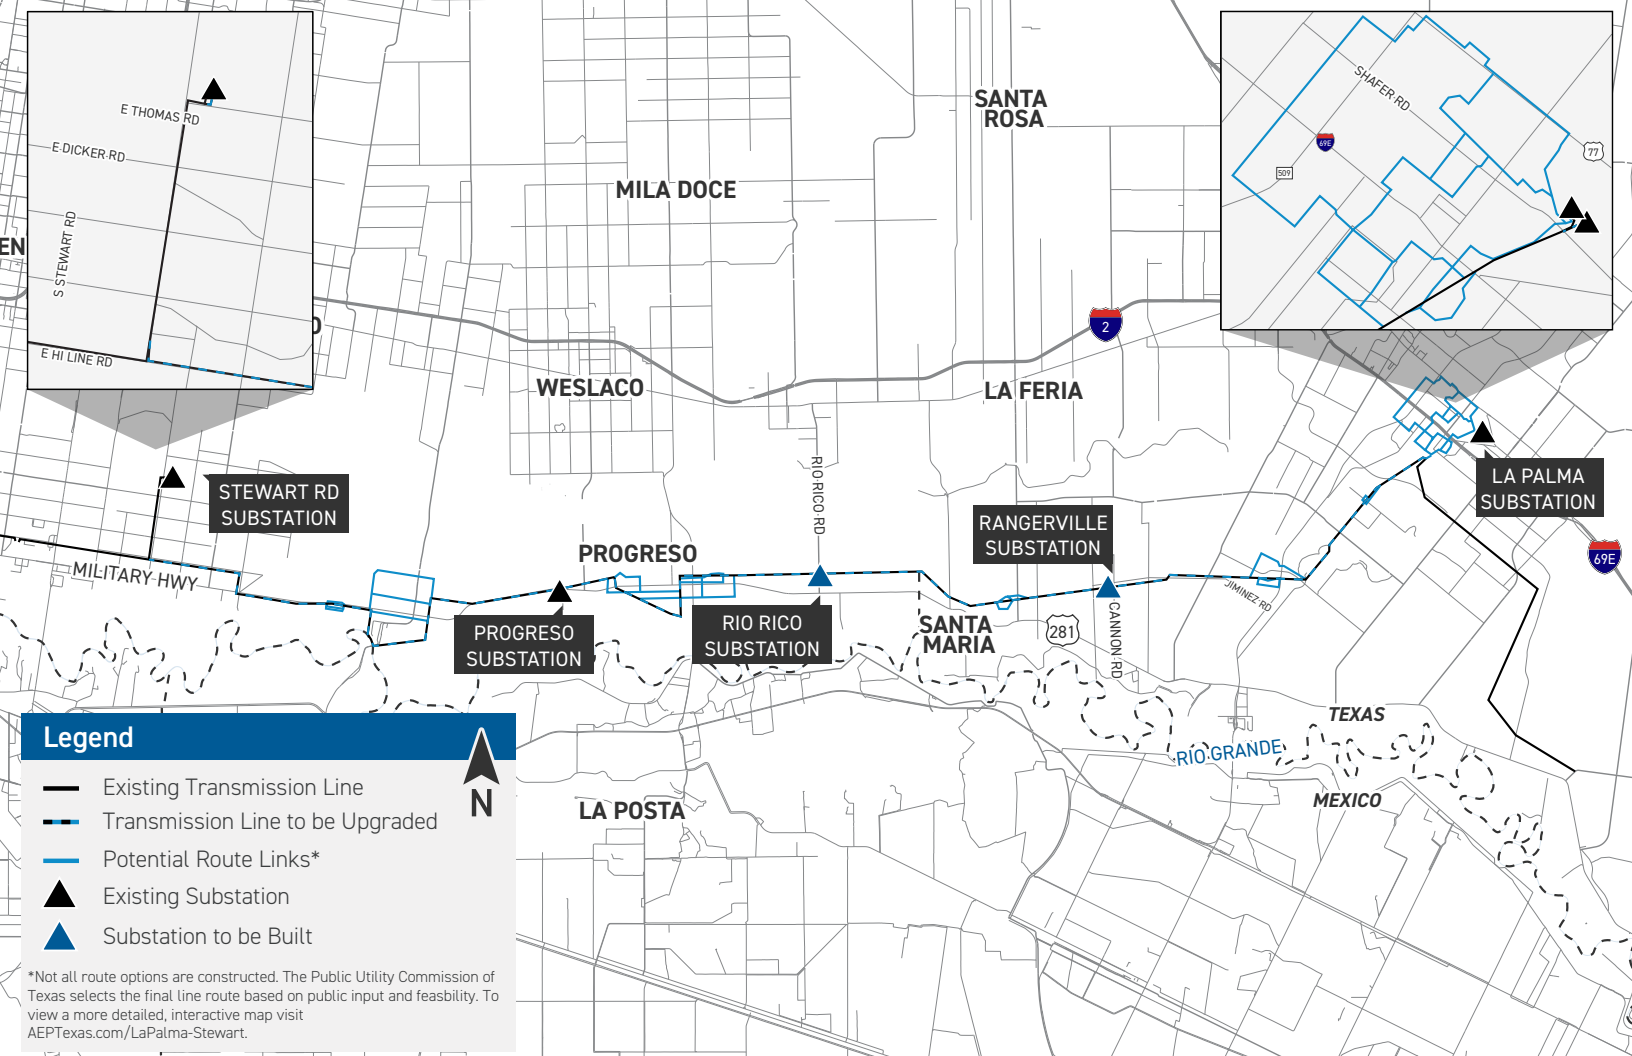 E THOMAS RD
E DICKER RD
S STEWART RD
E HI LINE RD
EN
O
SANTA
ROSA
MILA DOCE
SHAFER RD
69E
509
77
2
WESLACO
LA FERIA
RIO RICO RD
STEWART RD
SUBSTATION
LA PALMA
SUBSTATION
RANGERVILLE
SUBSTATION
69E
PROGRESO
MILITARY HWY
JIMINEZ RD
PROGRESO
SUBSTATION
RIO RICO
SUBSTATION
SANTA
MARIA
281
CANNON RD
TEXAS
RIO GRANDE
MEXICO
LA POSTA
Legend
N
Existing Transmission Line
Transmission Line to be Upgraded
Potential Route Links*
Existing Substation
Substation to be Built
*Not all route options are constructed. The Public Utility Commission of
Texas selects the final line route based on public input and feasbility. To
view a more detailed, interactive map visit
AEPTexas.com/LaPalma-Stewart.